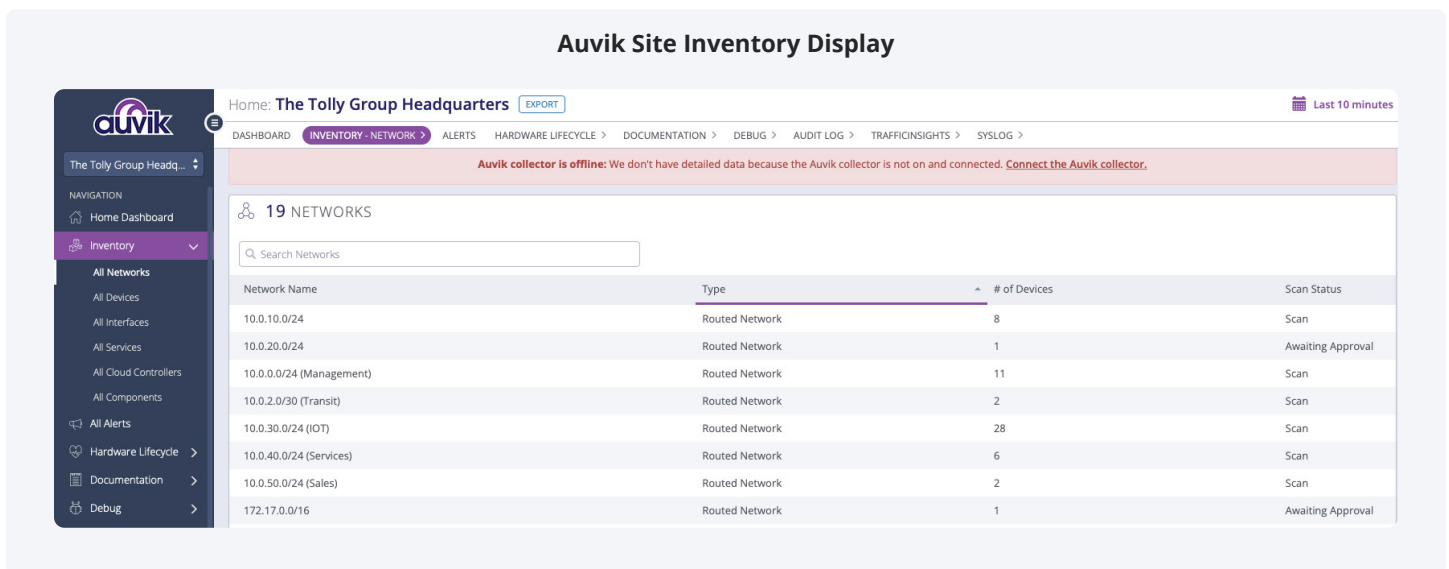 Auvik Site Inventory Display
auvik
Home: The Tolly Group Headquarters EXPORT
Last 10 minutes
DASHBOARD INVENTORY - NETWORK > ALERTS HARDWARE LIFECYCLE > DOCUMENTATION > DEBUG > AUDIT LOG > TRAFFICINSIGHTS > SYSLOG >
The Tolly Group Headq...
Auvik collector is offline: We don't have detailed data because the Auvik collector is not on and connected. Connect the Auvik collector.
NAVIGATION
Home Dashboard
Inventory
All Networks
All Devices
All Interfaces
All Services
All Cloud Controllers
All Components
All Alerts
Hardware Lifecycle >
Documentation >
Debug >
19 NETWORKS
Search Networks
Network Name Type # of Devices Scan Status
10.0.10.0/24 Routed Network 8 Scan
10.0.20.0/24 Routed Network 1 Awaiting Approval
10.0.0.0/24 (Management) Routed Network 11 Scan
10.0.2.0/30 (Transit) Routed Network 2 Scan
10.0.30.0/24 (IOT) Routed Network 28 Scan
10.0.40.0/24 (Services) Routed Network 6 Scan
10.0.50.0/24 (Sales) Routed Network 2 Scan
172.17.0.0/16 Routed Network 1 Awaiting Approval